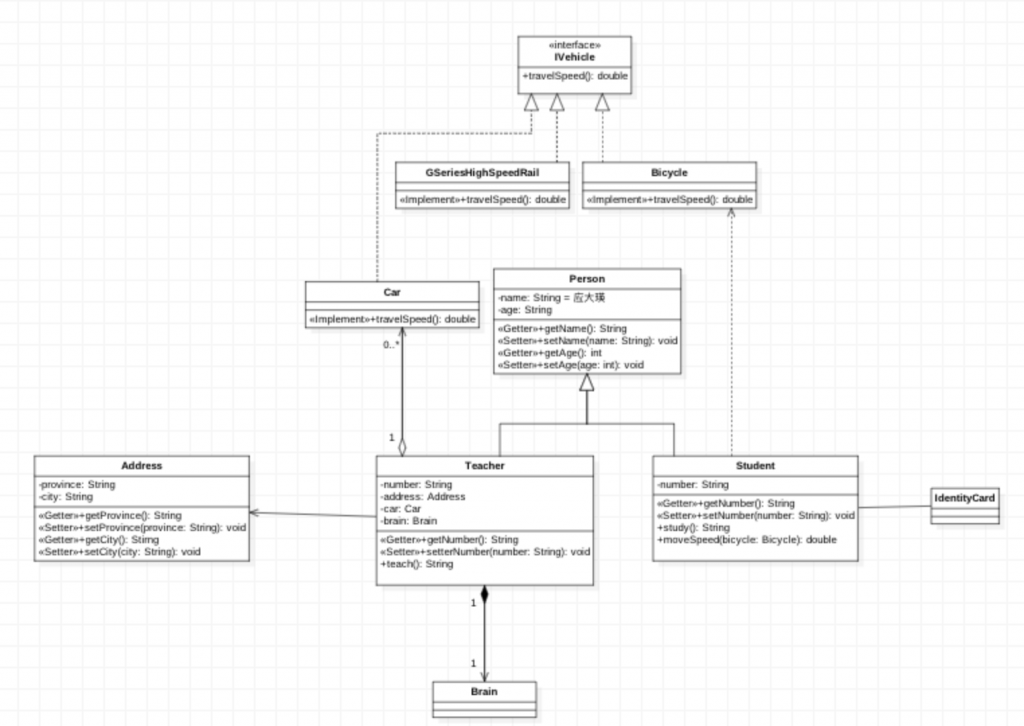 «interface»
IVehicle
+travelSpeed(): double
GSeriesHighSpeedRail
«Implement»+travelSpeed(): double
Bicycle
«Implement»+travelSpeed(): double
Car
«Implement»+travelSpeed(): double
Person
-name: String = 应大瑛
-age: String
«Getter»+getName(): String
«Setter»+setName(name: String): void
«Getter»+getAge(): int
«Setter»+setAge(age: int): void
0..*
1
Address
-province: String
-city: String
«Getter»+getProvince(): String
«Setter»+setProvince(province: String): void
«Getter»+getCity(): Stirng
«Setter»+setCity(city: String): void
Teacher
-number: String
-address: Address
-car: Car
-brain: Brain
«Getter»+getNumber(): String
«Setter»+setterNumber(number: String): void
+teach(): String
Student
-number: String
«Getter»+getNumber(): String
«Setter»+setNumber(number: String): void
+study(): String
+moveSpeed(bicycle: Bicycle): double
IdentityCard
1
1
Brain